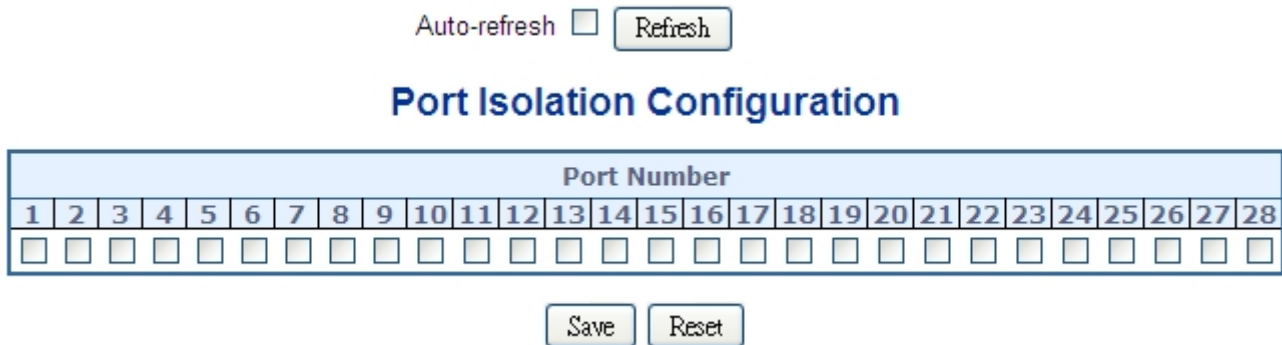 Auto-refresh Refresh
Port Isolation Configuration
Port Number
1 2 3 4 5 6 7 8 9 10 11 12 13 14 15 16 17 18 19 20 21 22 23 24 25 26 27 28
Save Reset